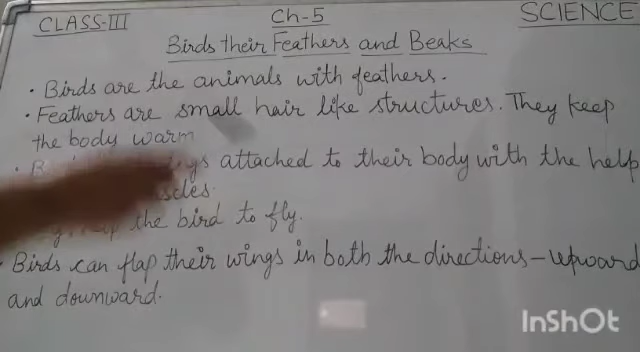 CLASS-III Ch-5 SCIENCE
Birds their Feathers and Beaks
• Birds are the animals with feathers.
• Feathers are small hair like structures. They keep
the body warm
attached to their body with the help
the bird to fly.
Birds can flap their wings in both the directions - upward
and downward.
InShOt